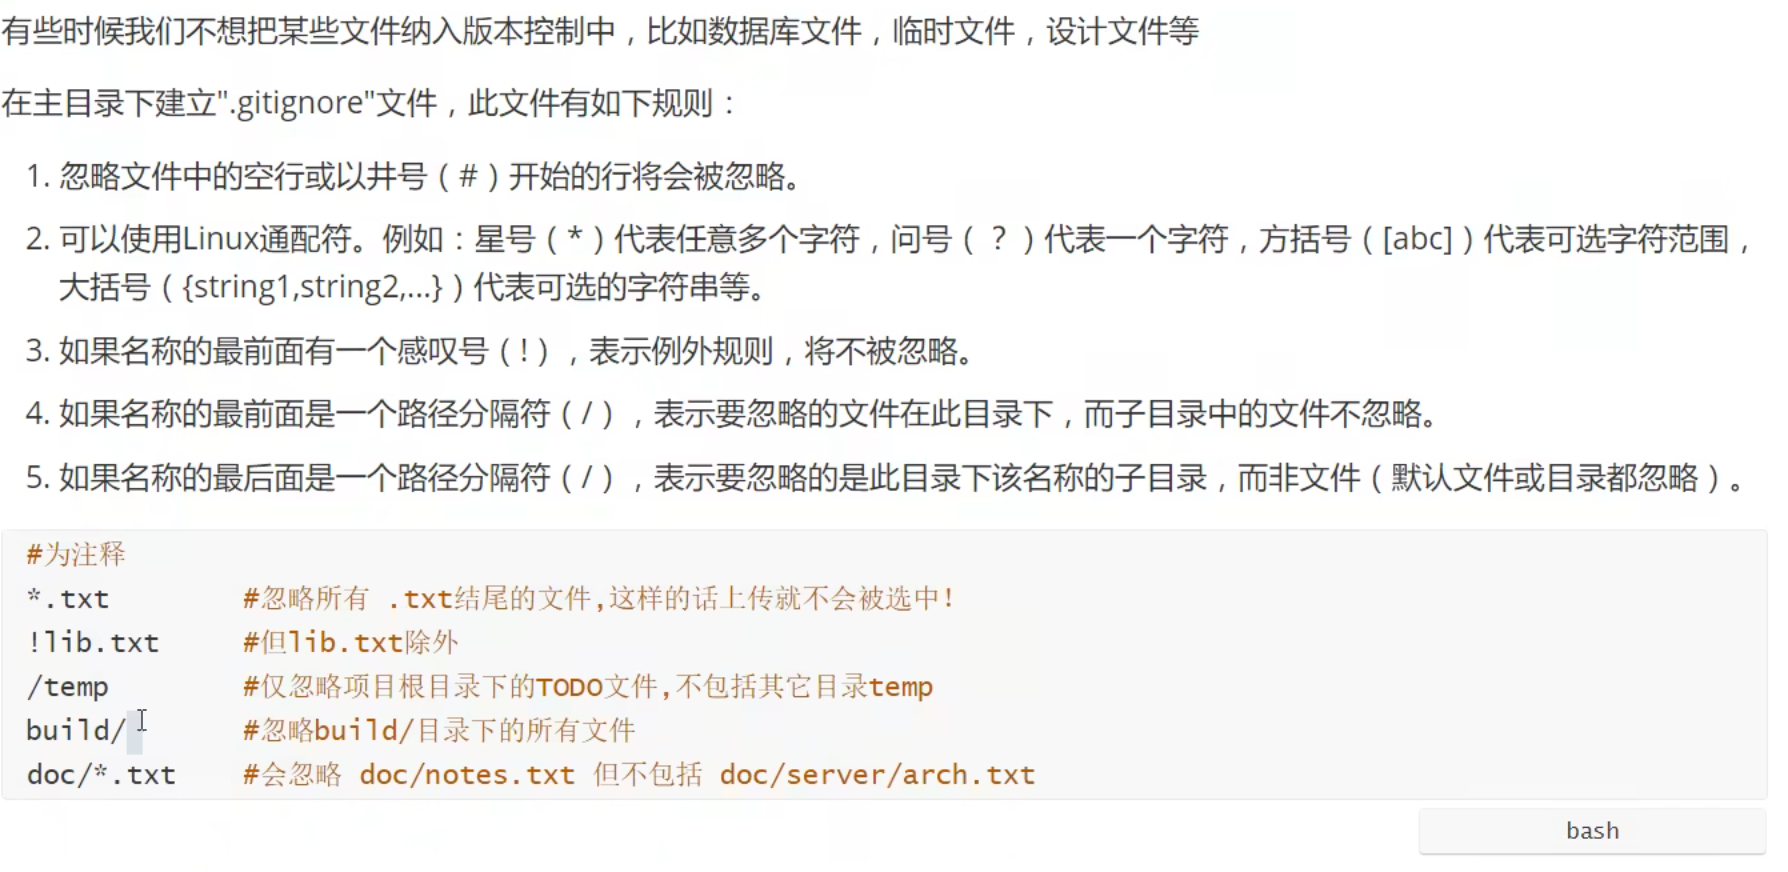 有些时候我们不想把某些文件纳入版本控制中，比如数据库文件，临时文件，设计文件等
在主目录下建立".gitignore"文件，此文件有如下规则：
1. 忽略文件中的空行或以井号（#）开始的行将会被忽略。
2. 可以使用Linux通配符。例如：星号（*）代表任意多个字符，问号（？）代表一个字符，方括号（[abc]）代表可选字符范围，
大括号（{string1,string2,...}）代表可选的字符串等。
3. 如果名称的最前面有一个感叹号（!），表示例外规则，将不被忽略。
4. 如果名称的最前面是一个路径分隔符（/），表示要忽略的文件在此目录下，而子目录中的文件不忽略。
5. 如果名称的最后面是一个路径分隔符（/），表示要忽略的是此目录下该名称的子目录，而非文件（默认文件或目录都忽略）。
#为注释
*.txt #忽略所有 .txt结尾的文件,这样的话上传就不会被选中!
!lib.txt #但lib.txt除外
/temp #仅忽略项目根目录下的TODO文件,不包括其它目录temp
build/ #忽略build/目录下的所有文件
doc/*.txt #会忽略 doc/notes.txt 但不包括 doc/server/arch.txt
bash